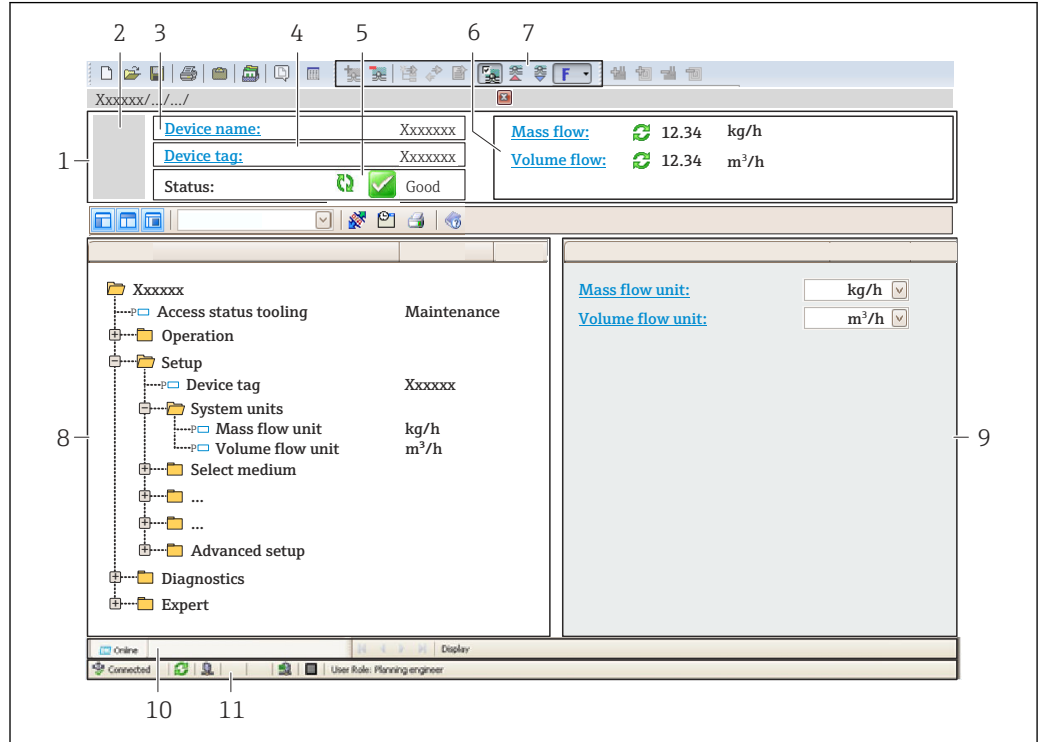 2 3 4 5 6 7
F
Xxxxxx/.../.../
1
Device name: Xxxxxxx
Device tag: Xxxxxxx
Status: Good
Mass flow: 12.34 kg/h
Volume flow: 12.34 m³/h
Xxxxxx
P Access status tooling Maintenance
Operation
Setup
P Device tag Xxxxxx
System units
P Mass flow unit kg/h
P Volume flow unit m³/h
Select medium
...
...
Advanced setup
Diagnostics
Expert
8
Mass flow unit: kg/h
Volume flow unit: m³/h
9
Online Display
Connected User Role: Planning engineer
10 11